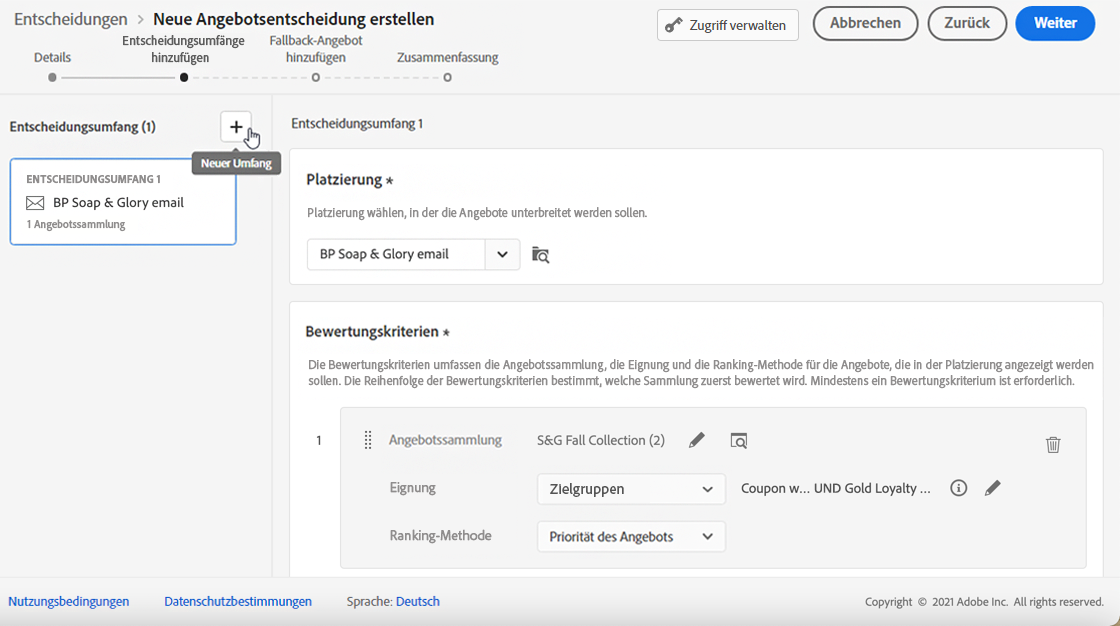 Entscheidungen > Neue Angebotsentscheidung erstellen
Zugriff verwalten
Abbrechen
Zurück
Weiter
Details
Entscheidungsumfänge
hinzufügen
Fallback-Angebot
hinzufügen
Zusammenfassung
Entscheidungsumfang (1)
+
Neuer Umfang
ENTSCHEIDUNGSUMFANG 1
BP Soap & Glory email
1 Angebotssammlung
Entscheidungsumfang 1
Platzierung *
Platzierung wählen, in der die Angebote unterbreitet werden sollen.
BP Soap & Glory email
Bewertungskriterien *
Die Bewertungskriterien umfassen die Angebotssammlung, die Eignung und die Ranking-Methode für die Angebote, die in der Platzierung angezeigt werden
sollen. Die Reihenfolge der Bewertungskriterien bestimmt, welche Sammlung zuerst bewertet wird. Mindestens ein Bewertungskriterium ist erforderlich.
1 Angebotssammlung S&G Fall Collection (2)
Eignung Zielgruppen Coupon w... UND Gold Loyalty ...
Ranking-Methode Priorität des Angebots
Nutzungsbedingungen Datenschutzbestimmungen Sprache: Deutsch Copyright © 2021 Adobe Inc. All rights reserved.